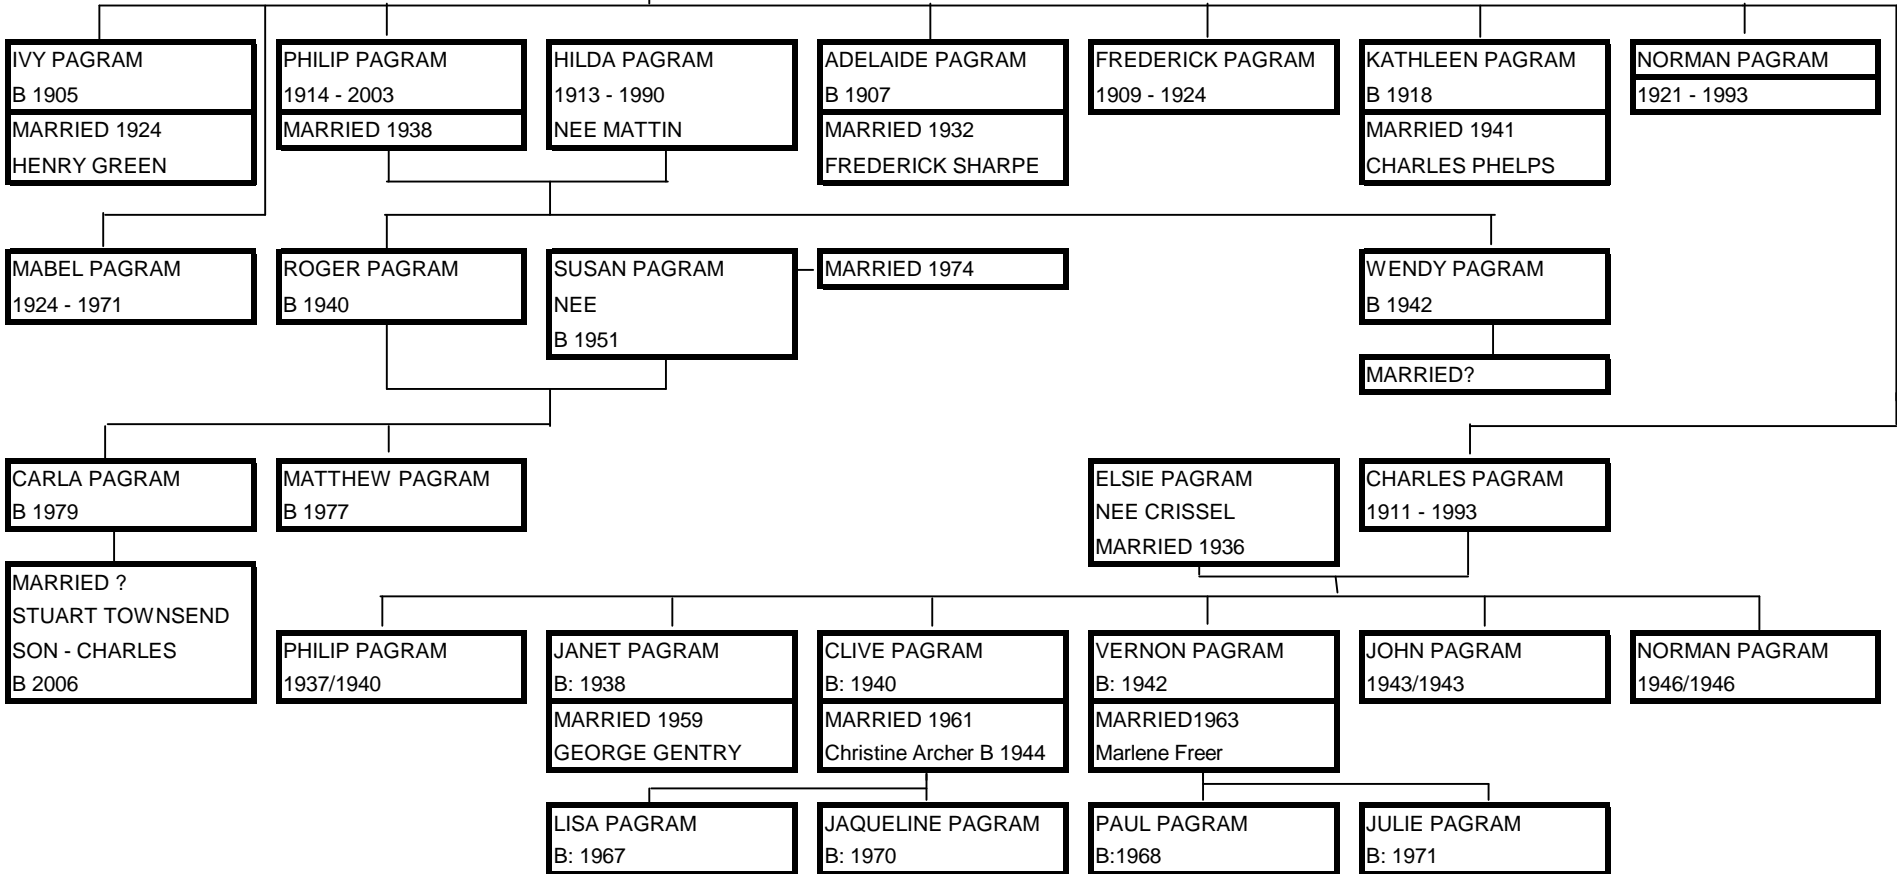 IVY PAGRAM
B 1905
MARRIED 1924
HENRY GREEN
PHILIP PAGRAM
1914 - 2003
MARRIED 1938
HILDA PAGRAM
1913 - 1990
NEE MATTIN
ADELAIDE PAGRAM
B 1907
MARRIED 1932
FREDERICK SHARPE
FREDERICK PAGRAM
1909 - 1924
KATHLEEN PAGRAM
B 1918
MARRIED 1941
CHARLES PHELPS
NORMAN PAGRAM
1921 - 1993
MABEL PAGRAM
1924 - 1971
ROGER PAGRAM
B 1940
SUSAN PAGRAM
NEE
B 1951
MARRIED 1974
WENDY PAGRAM
B 1942
MARRIED?
CARLA PAGRAM
B 1979
MATTHEW PAGRAM
B 1977
ELSIE PAGRAM
NEE CRISSEL
MARRIED 1936
CHARLES PAGRAM
1911 - 1993
MARRIED ?
STUART TOWNSEND
SON - CHARLES
B 2006
PHILIP PAGRAM
1937/1940
JANET PAGRAM
B: 1938
MARRIED 1959
GEORGE GENTRY
CLIVE PAGRAM
B: 1940
MARRIED 1961
Christine Archer B 1944
VERNON PAGRAM
B: 1942
MARRIED1963
Marlene Freer
JOHN PAGRAM
1943/1943
NORMAN PAGRAM
1946/1946
LISA PAGRAM
B: 1967
JAQUELINE PAGRAM
B: 1970
PAUL PAGRAM
B:1968
JULIE PAGRAM
B: 1971